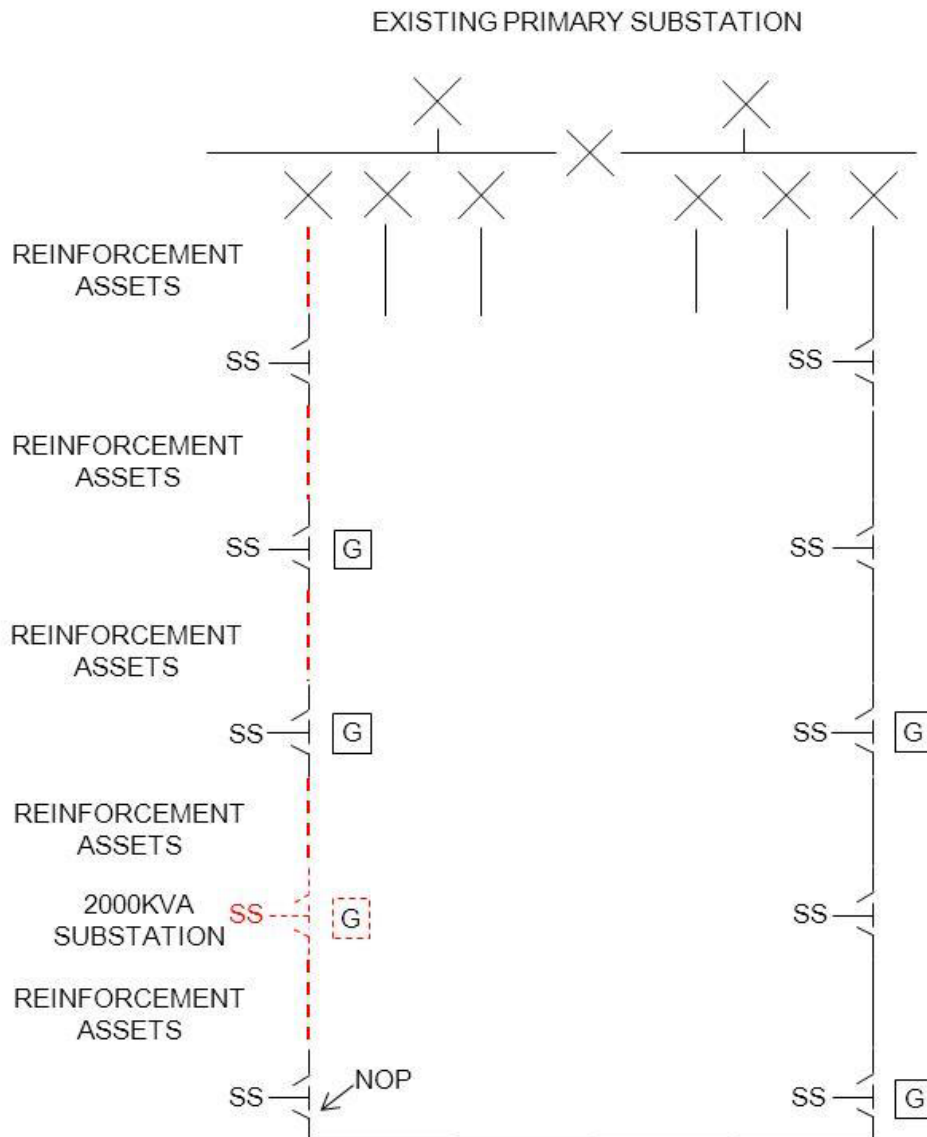 EXISTING PRIMARY SUBSTATION
REINFORCEMENT
ASSETS
SS
SS
REINFORCEMENT
ASSETS
SS
G
SS
REINFORCEMENT
ASSETS
SS
G
SS
G
REINFORCEMENT
ASSETS
2000KVA
SUBSTATION
SS
G
SS
REINFORCEMENT
ASSETS
NOP
SS
SS
G